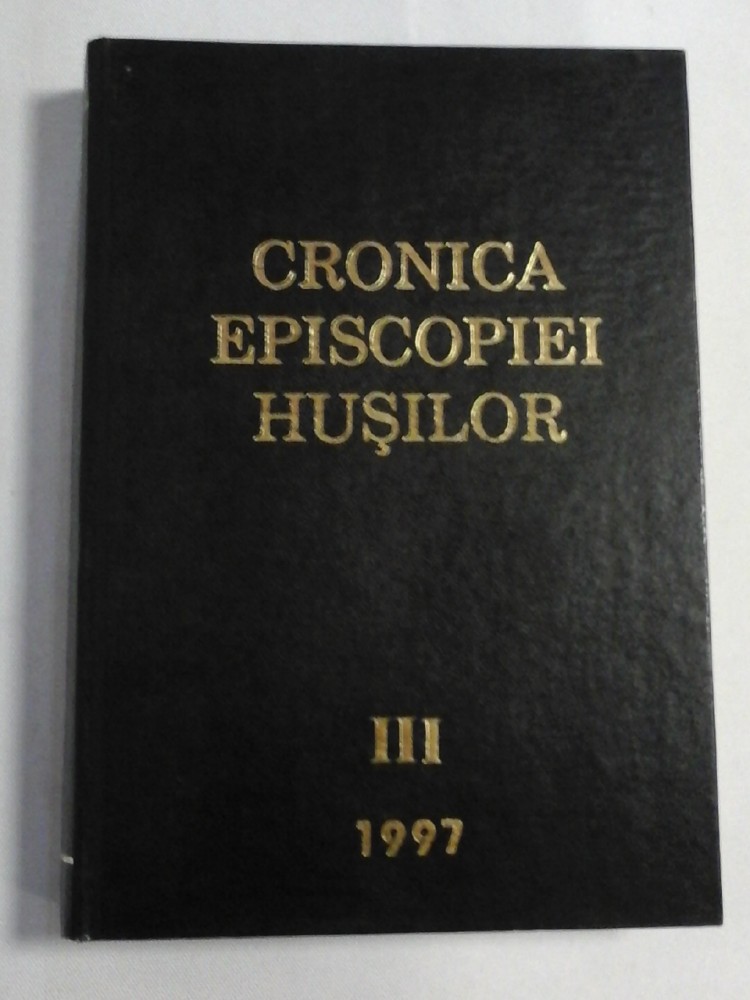 CRONICA
EPISCOPIEI
HUŞILOR
III
1997